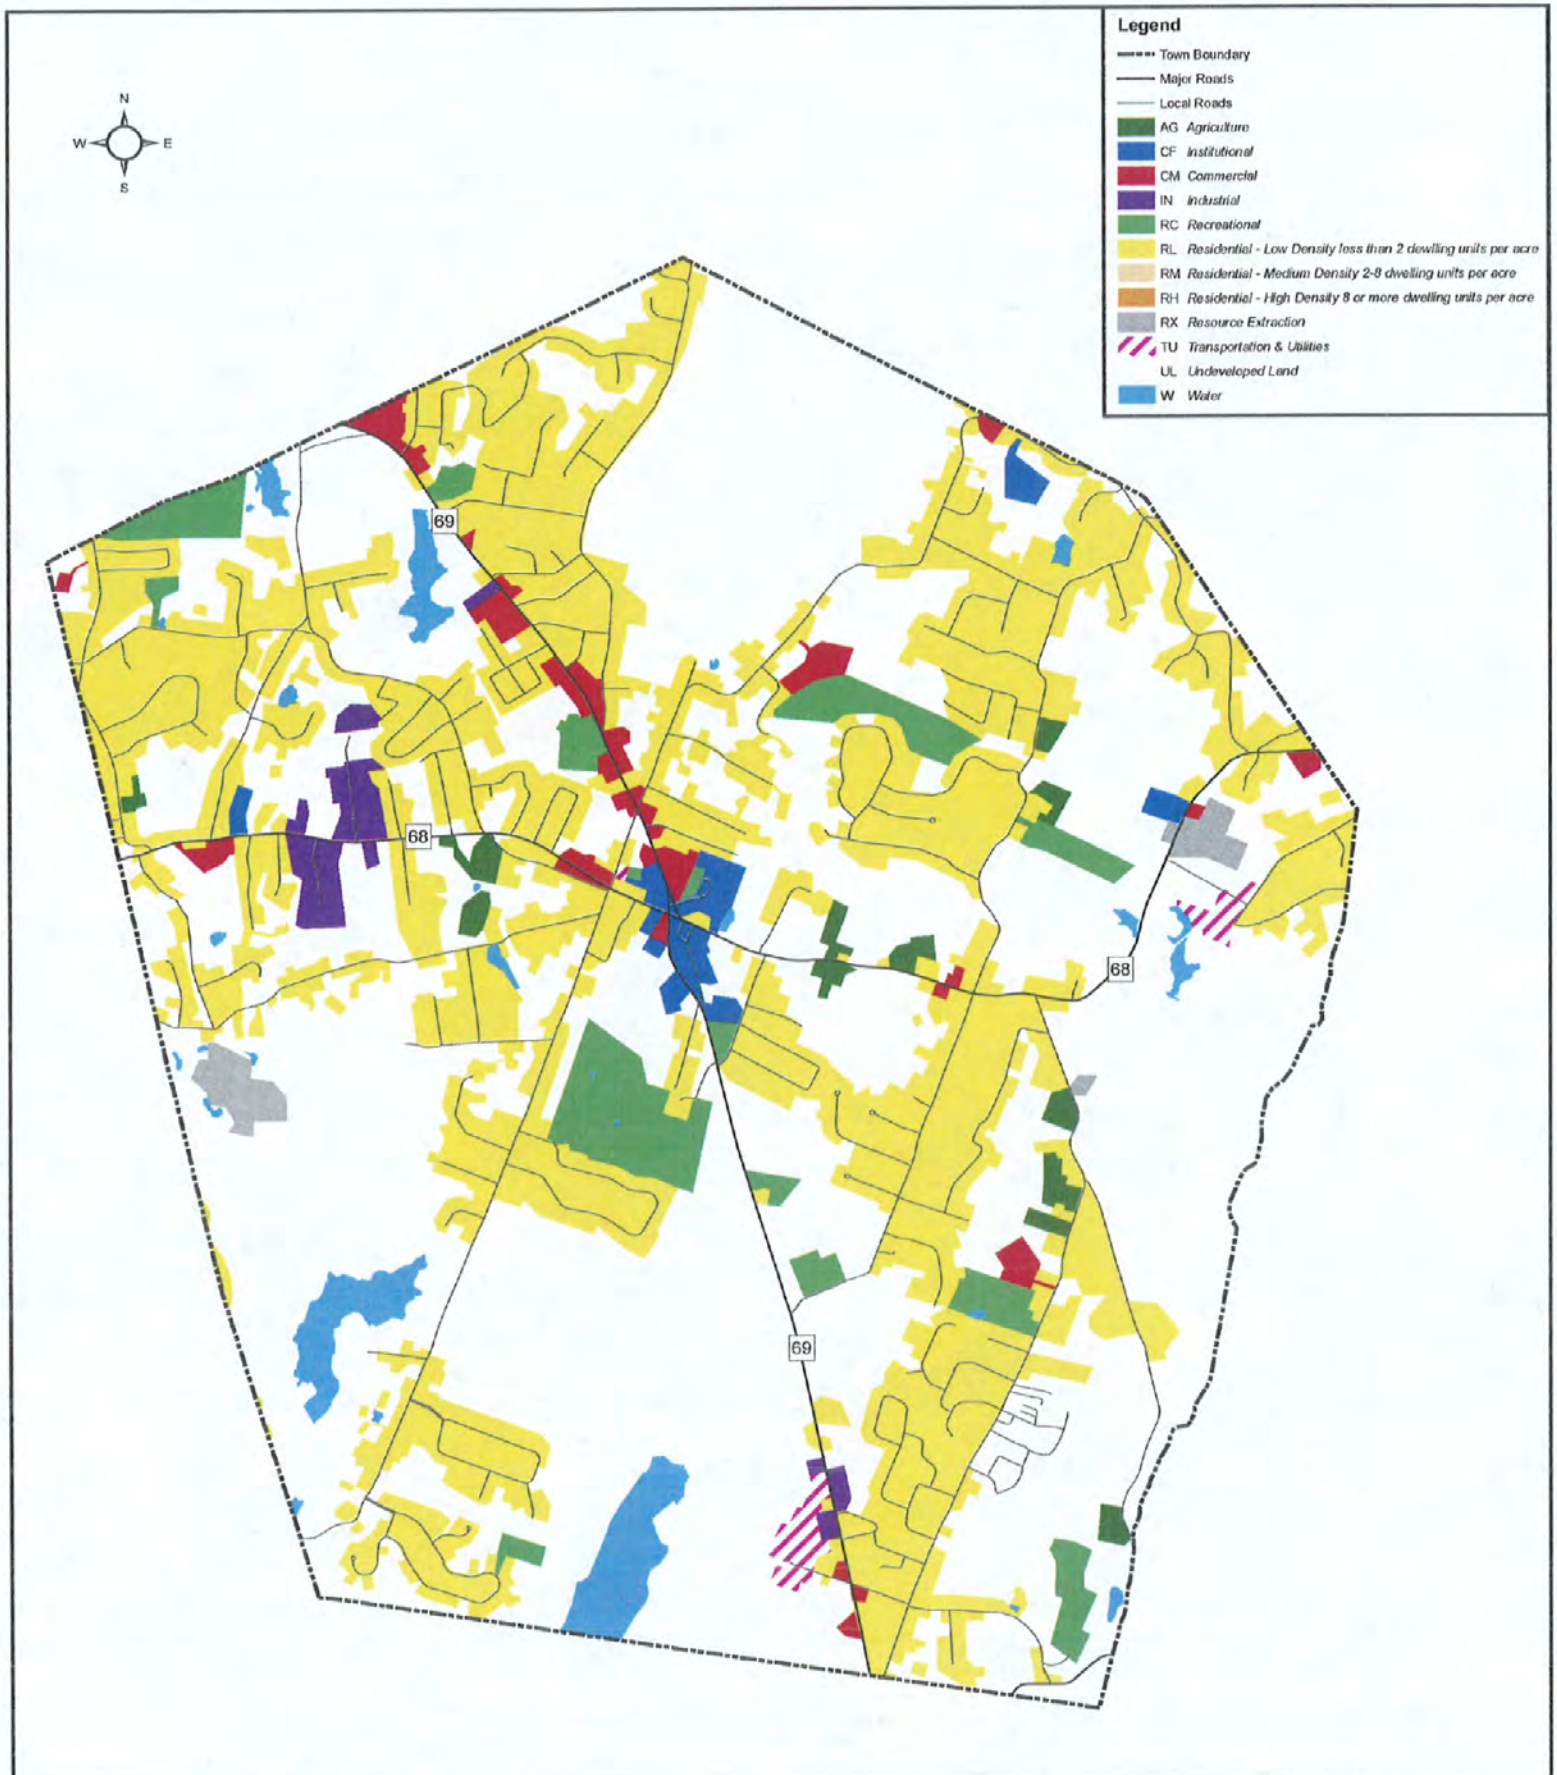 Legend
Town Boundary
Major Roads
Local Roads
AG Agriculture
CF Institutional
CM Commercial
IN Industrial
RC Recreational
RL Residential - Low Density less than 2 dewlling units per acre
RM Residential - Medium Density 2-8 dwelling units per acre
RH Residential - High Density 8 or more dwelling units per acre
RX Resource Extraction
TU Transportation & Utilities
UL Undeveloped Land
W Water
N
W E
S
69
68
68
69